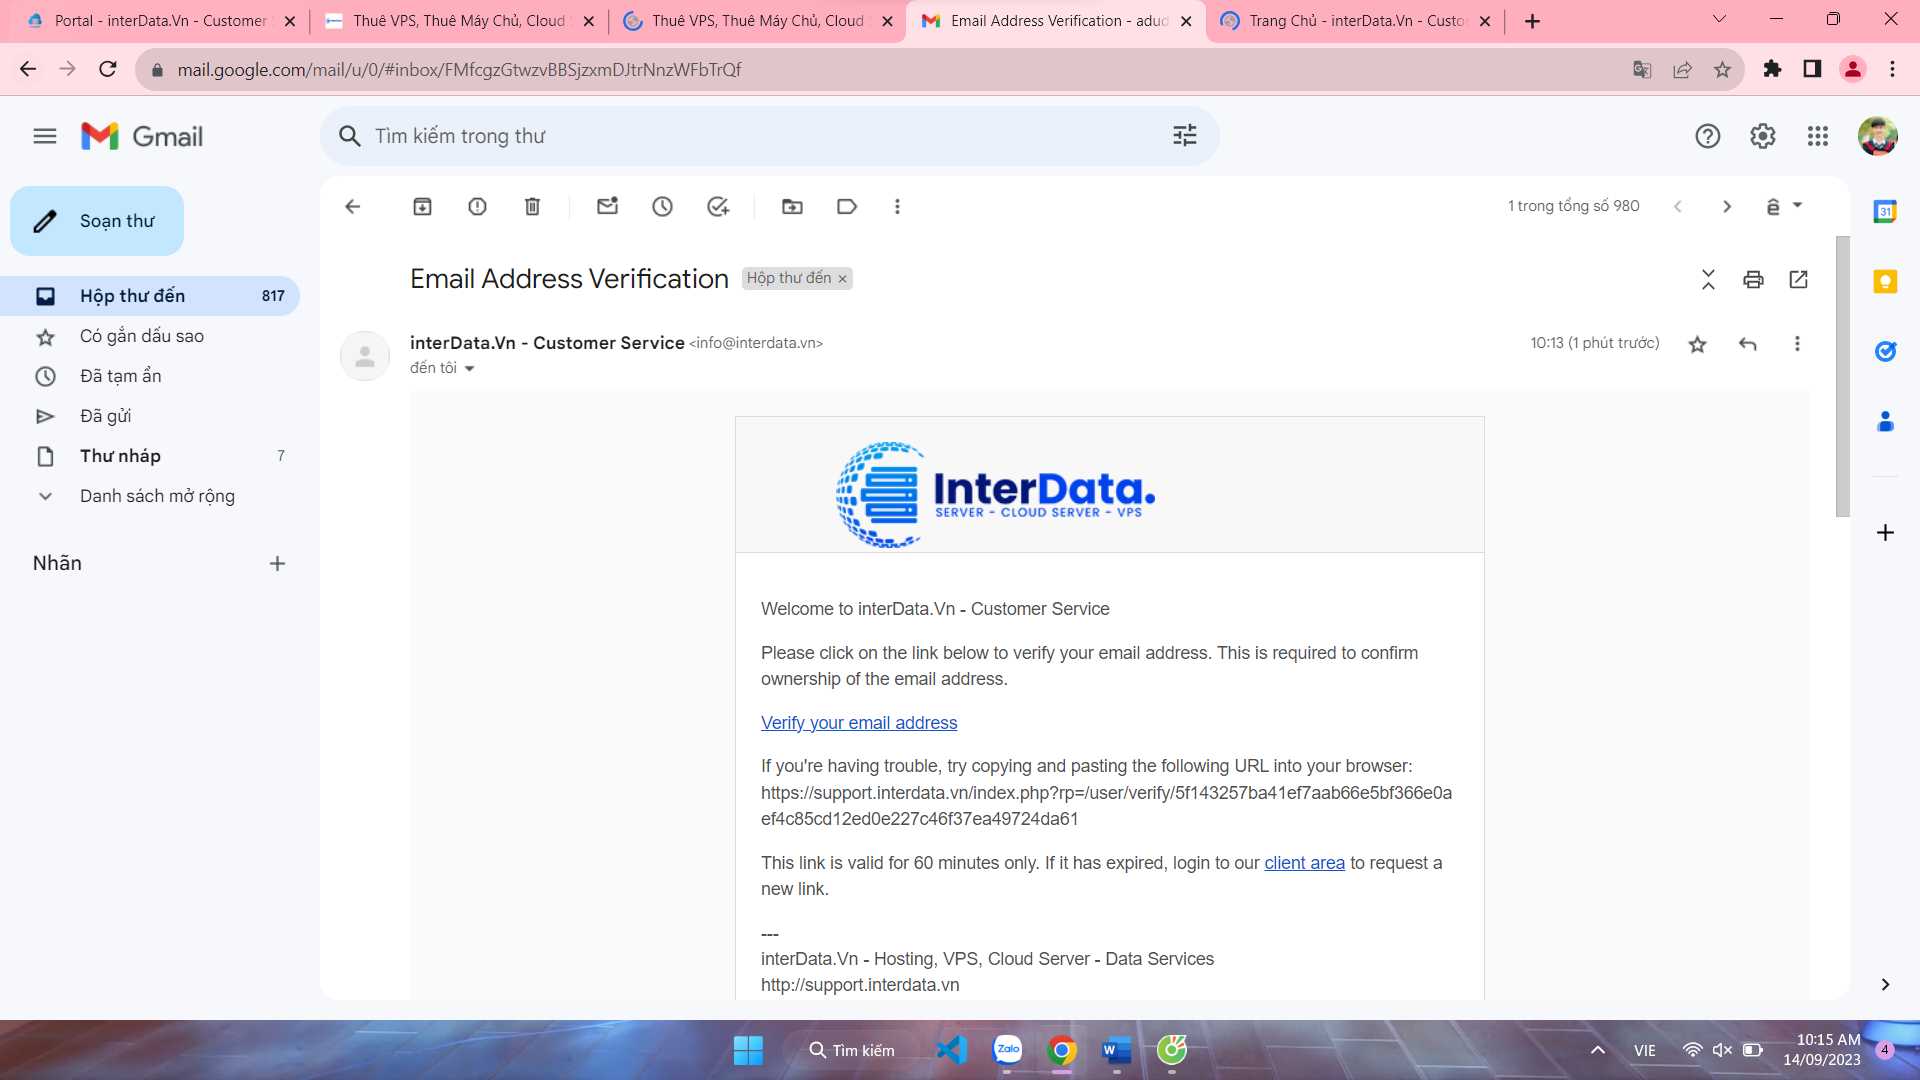 Portal - interData.Vn - Customer
Thuê VPS, Thuê Máy Chủ, Cloud
Thuê VPS, Thuê Máy Chủ, Cloud
Email Address Verification - adud
Trang Chủ - interData.Vn - Custo
mail.google.com/mail/u/0/#inbox/FMfcgzGtwzvBBSjzxmDJtrNnzWFbTrQf
Gmail
Tìm kiếm trong thư
Soạn thư
1 trong tổng số 980
ê
31
Email Address Verification
Hộp thư đến ×
Hộp thư đến 817
Có gắn dấu sao
Đã tạm ẩn
Đã gửi
Thư nháp 7
Danh sách mở rộng
Nhãn
interData.Vn - Customer Service <info@interdata.vn>
10:13 (1 phút trước)
đến tôi
InterData.
SERVER - CLOUD SERVER - VPS
Welcome to interData.Vn - Customer Service
Please click on the link below to verify your email address. This is required to confirm
ownership of the email address.
Verify your email address
If you're having trouble, try copying and pasting the following URL into your browser:
https://support.interdata.vn/index.php?rp=/user/verify/5f143257ba41ef7aab66e5bf366e0a
ef4c85cd12ed0e227c46f37ea49724da61
This link is valid for 60 minutes only. If it has expired, login to our client area to request a
new link.
---
interData.Vn - Hosting, VPS, Cloud Server - Data Services
http://support.interdata.vn
Tìm kiếm
Zalo
W
VIE
10:15 AM
14/09/2023
4